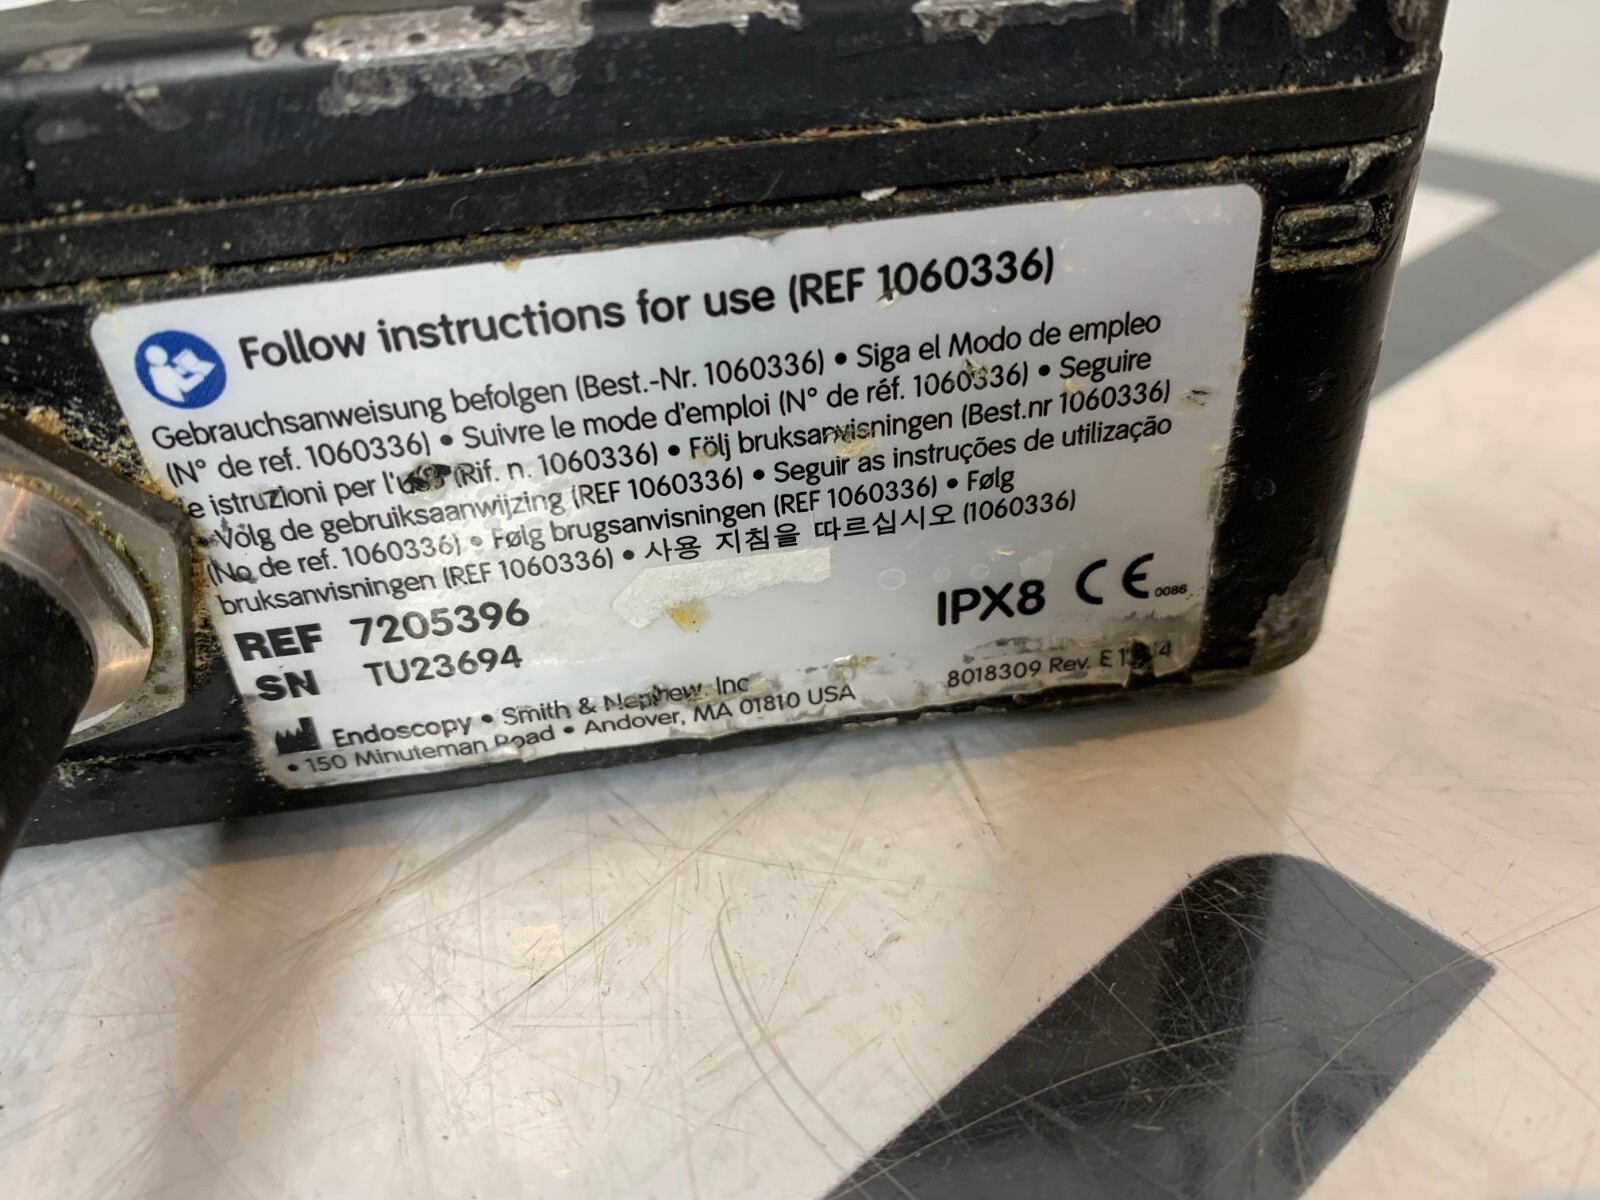 Follow instructions for use (REF 1060336)
Gebrauchsanweisung befolgen (Best.-Nr. 1060336) • Siga el Modo de empleo
(N° de ref. 1060336) • Suivre le mode d'emploi (N° de réf. 1060336) • Seguire
le istruzioni per l'uso (Rif. n. 1060336) • Följ bruksanvisningen (Best.nr 1060336)
• Volg de gebruiksaanwijzing (REF 1060336) • Seguir as instruções de utilização
(No de ref. 1060336) • Følg brugsanvisningen (REF 1060336) • Følg
bruksanvisningen (REF 1060336) • 사용 지침을 따르십시오 (1060336)
REF 7205396
SN TU23694
IPX8 CE 0086
Endoscopy • Smith & Nephew, Inc
• 150 Minuteman Road • Andover, MA 01810 USA
8018309 Rev. E